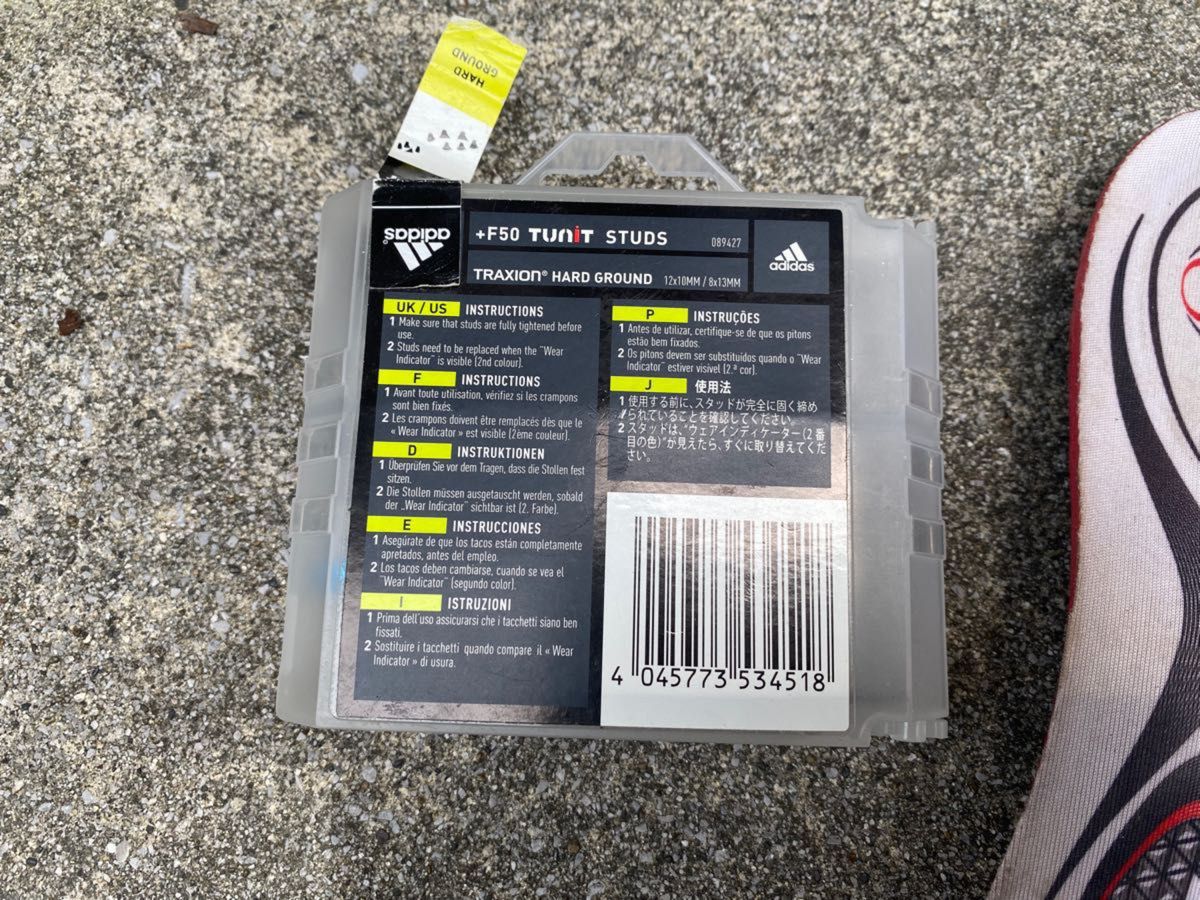 HARD
GROUND
adidas®
+F50 TUNiT STUDS 089427
TRAXION® HARD GROUND 12x10MM / 8x13MM
adidas
UK / US INSTRUCTIONS
1 Make sure that studs are fully tightened before
use.
2 Studs need to be replaced when the "Wear
Indicator" is visible (2nd colour).
F INSTRUCTIONS
1 Avant toute utilisation, vérifiez si les crampons
sont bien fixés.
2 Les crampons doivent être remplacés dès que le
« Wear Indicator » est visible (2ème couleur).
D INSTRUKTIONEN
1 Überprüfen Sie vor dem Tragen, dass die Stollen fest
sitzen.
2 Die Stollen müssen ausgetauscht werden, sobald
der „Wear Indicator" sichtbar ist (2. Farbe).
E INSTRUCCIONES
1 Asegúrate de que los tacos están completamente
apretados, antes del empleo.
2 Los tacos deben cambiarse, cuando se vea el
"Wear Indicator" (segundo color).
I ISTRUZIONI
1 Prima dell'uso assicurarsi che i tacchetti siano ben
fissati.
2 Sostituire i tacchetti quando compare il « Wear
Indicator » di usura.
P INSTRUÇÕES
1 Antes de utilizar, certifique-se de que os pitons
estão bem fixados.
2 Os pitons devem ser substituidos quando o "Wear
Indicator" estiver visível (2.ª cor).
J 使用法
1 使用する前に、スタッドが完全に固く締め
られていることを確認してください。
2 スタッドは、"ウェアインディケーター(2番
目の色)"が見えたら、すぐに取り替えてくだ
さい。
4 045773 534518